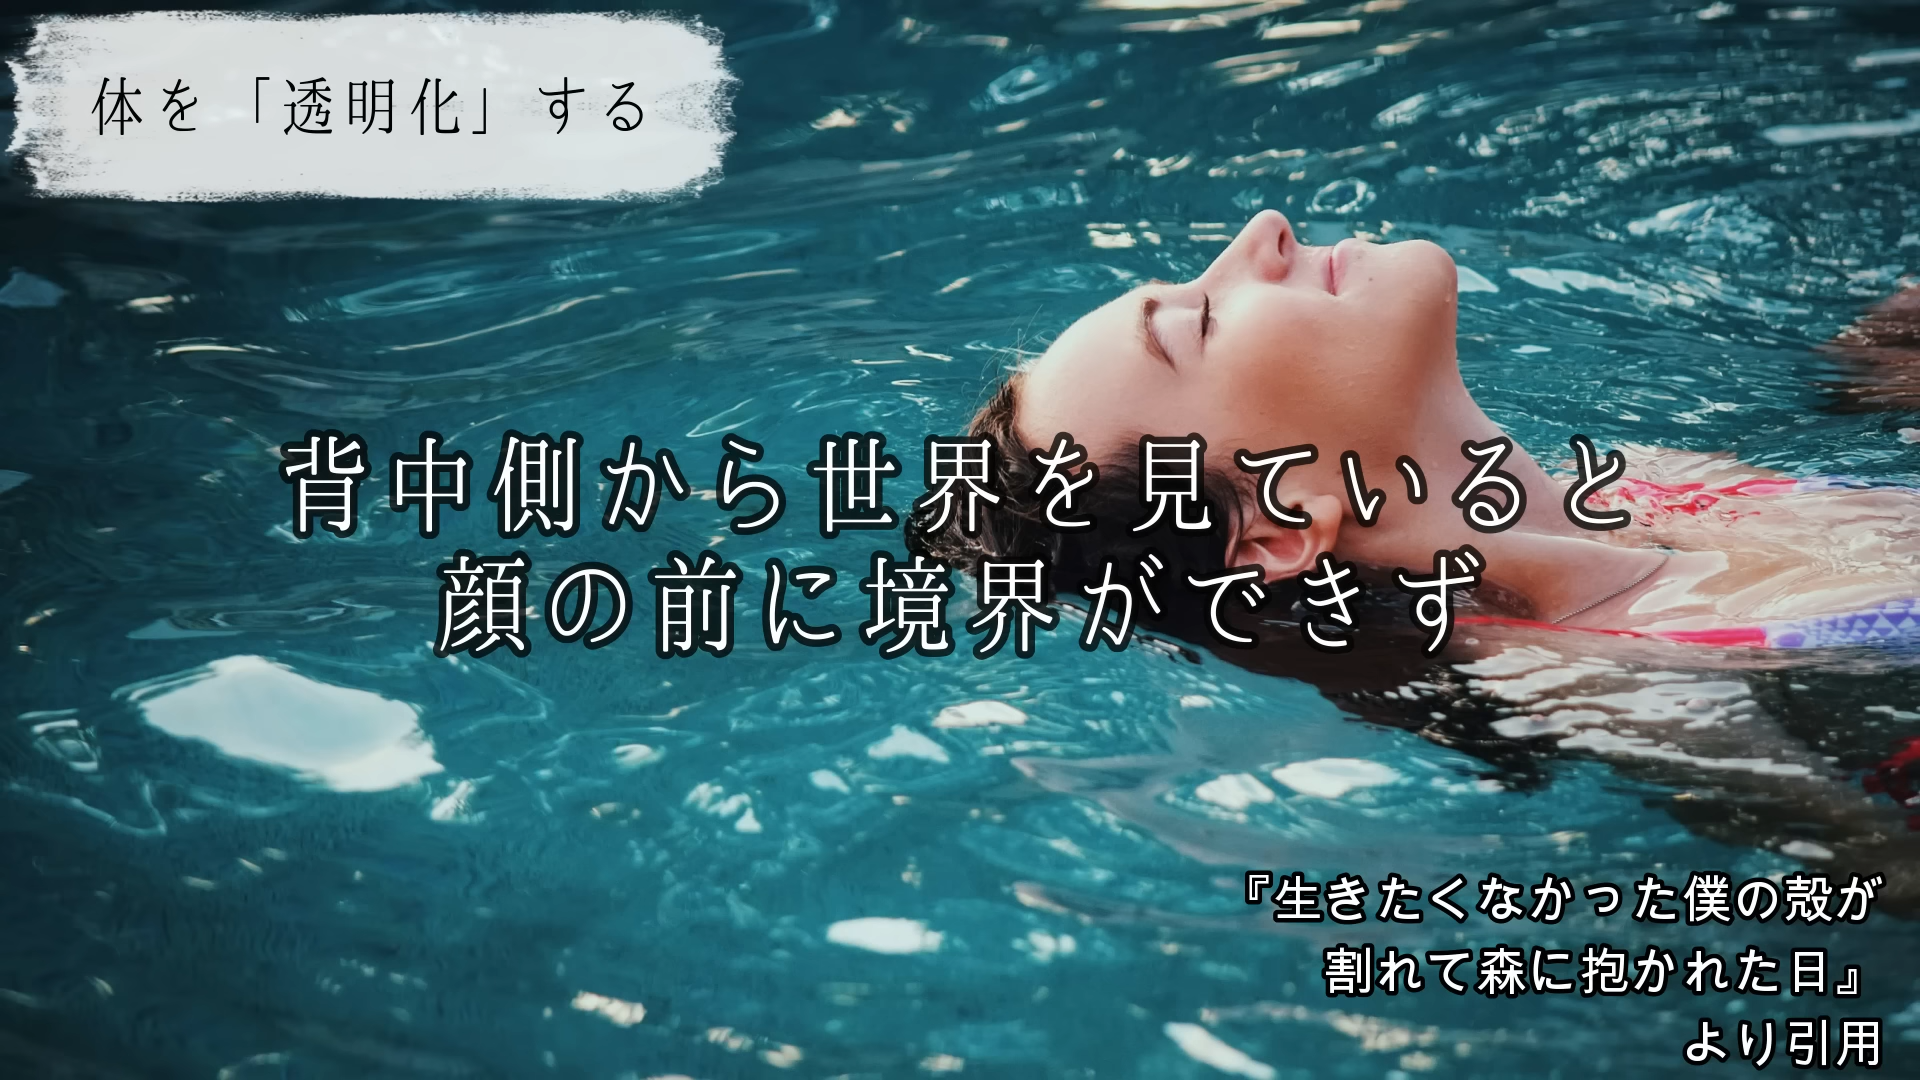 体を「透明化」する
背中側から世界を見ていると
顔の前に境界ができず
『生きたくなかった僕の殻が
割れて森に抱かれた日』
より引用